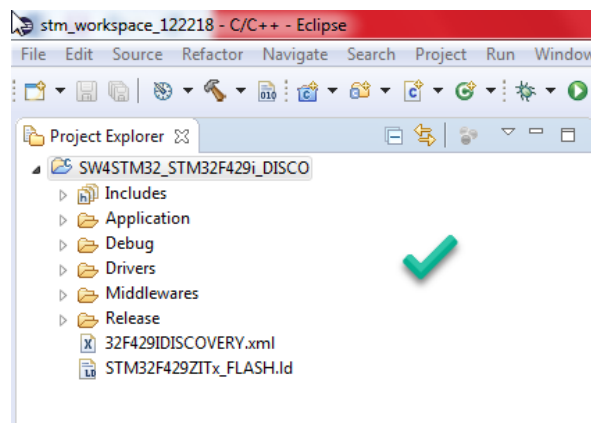 stm_workspace_122218 - C/C++ - Eclipse
File Edit Source Refactor Navigate Search Project Run Window
010
Project Explorer
SW4STM32_STM32F429i_DISCO
Includes
Application
Debug
Drivers
Middlewares
Release
32F429IDISCOVERY.xml
STM32F429ZITx_FLASH.ld